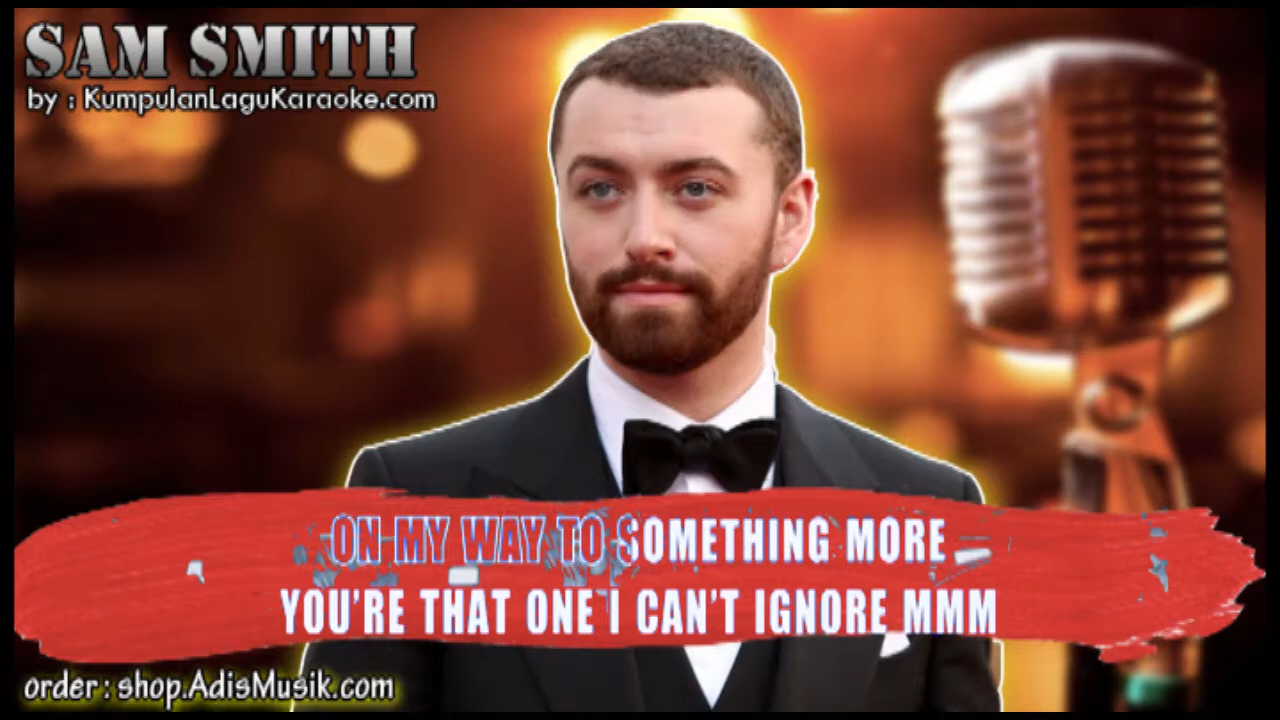 SAM SMITH
by : KumpulanLaguKaraoke.com
ON MY WAY TO SOMETHING MORE
YOU'RE THAT ONE I CAN'T IGNORE MMM
order : shop.AdisMusik.com